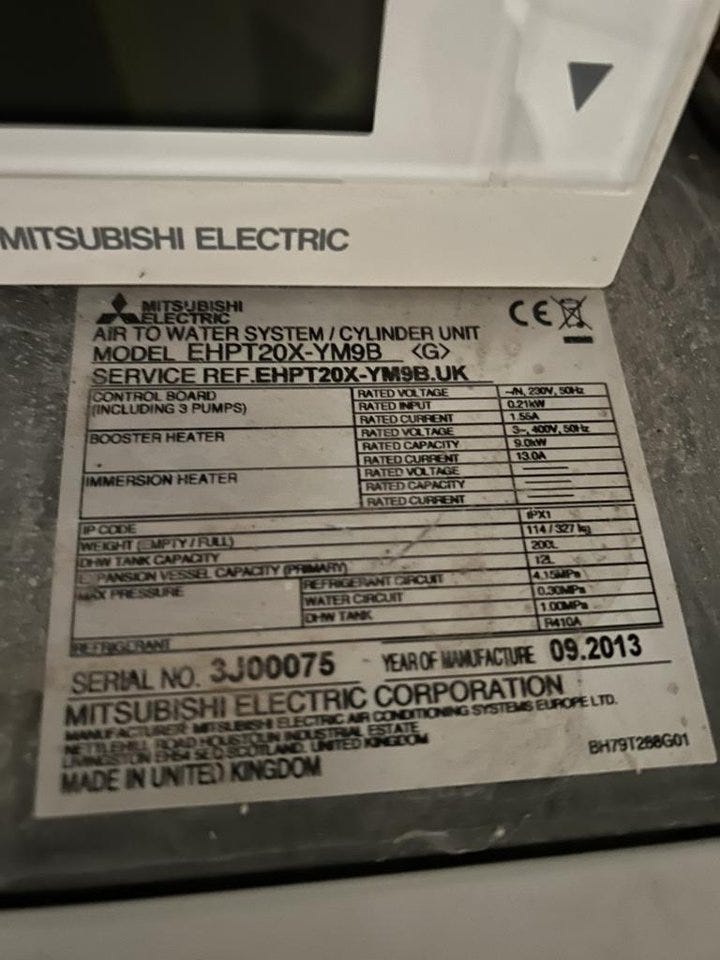 MITSUBISHI ELECTRIC
MITSUBISHI
ELECTRIC
CE
AIR TO WATER SYSTEM / CYLINDER UNIT
MODEL EHPT20X-YM9B <G>
SERVICE REF.EHPT20X-YM9B.UK
CONTROL BOARD (INCLUDING 3 PUMPS) RATED VOLTAGE ~/N, 230V, 50Hz
RATED INPUT 0.21kW
RATED CURRENT 1.55A
BOOSTER HEATER RATED VOLTAGE 3~, 400V, 50Hz
RATED CAPACITY 9.0kW
RATED CURRENT 13.0A
IMMERSION HEATER RATED VOLTAGE
RATED CAPACITY
RATED CURRENT
IP CODE IPX1
WEIGHT (EMPTY / FULL) 114 / 327 kg
DHW TANK CAPACITY 200L
EXPANSION VESSEL CAPACITY (PRIMARY) 12L
MAX PRESSURE REFRIGERANT CIRCUIT 4.15MPa
WATER CIRCUIT 0.30MPa
DHW TANK 1.00MPa
REFRIGERANT R410A
SERIAL NO. 3J00075 YEAR OF MANUFACTURE 09.2013
MITSUBISHI ELECTRIC CORPORATION
MANUFACTURER: MITSUBISHI ELECTRIC AIR CONDITIONING SYSTEMS EUROPE LTD.
NETTLEHILL ROAD HOUSTOUN INDUSTRIAL ESTATE
LIVINGSTON EH54 5EQ SCOTLAND, UNITED KINGDOM
MADE IN UNITED KINGDOM
BH79T288G01